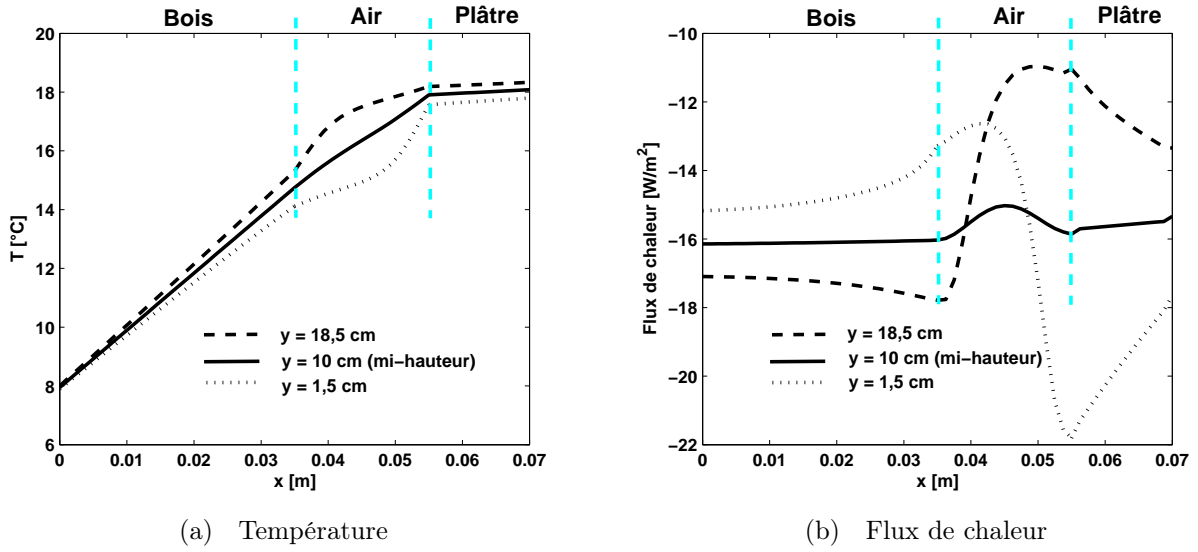 Bois Air Plâtre
20
18
16
14
12
10
8
6
T [°C]
0 0.01 0.02 0.03 0.04 0.05 0.06 0.07
x [m]
y = 18,5 cm
y = 10 cm (mi−hauteur)
y = 1,5 cm
(a) Température
Bois Air Plâtre
−10
−12
−14
−16
−18
−20
−22
Flux de chaleur [W/m²]
0 0.01 0.02 0.03 0.04 0.05 0.06 0.07
x [m]
y = 18,5 cm
y = 10 cm (mi−hauteur)
y = 1,5 cm
(b) Flux de chaleur